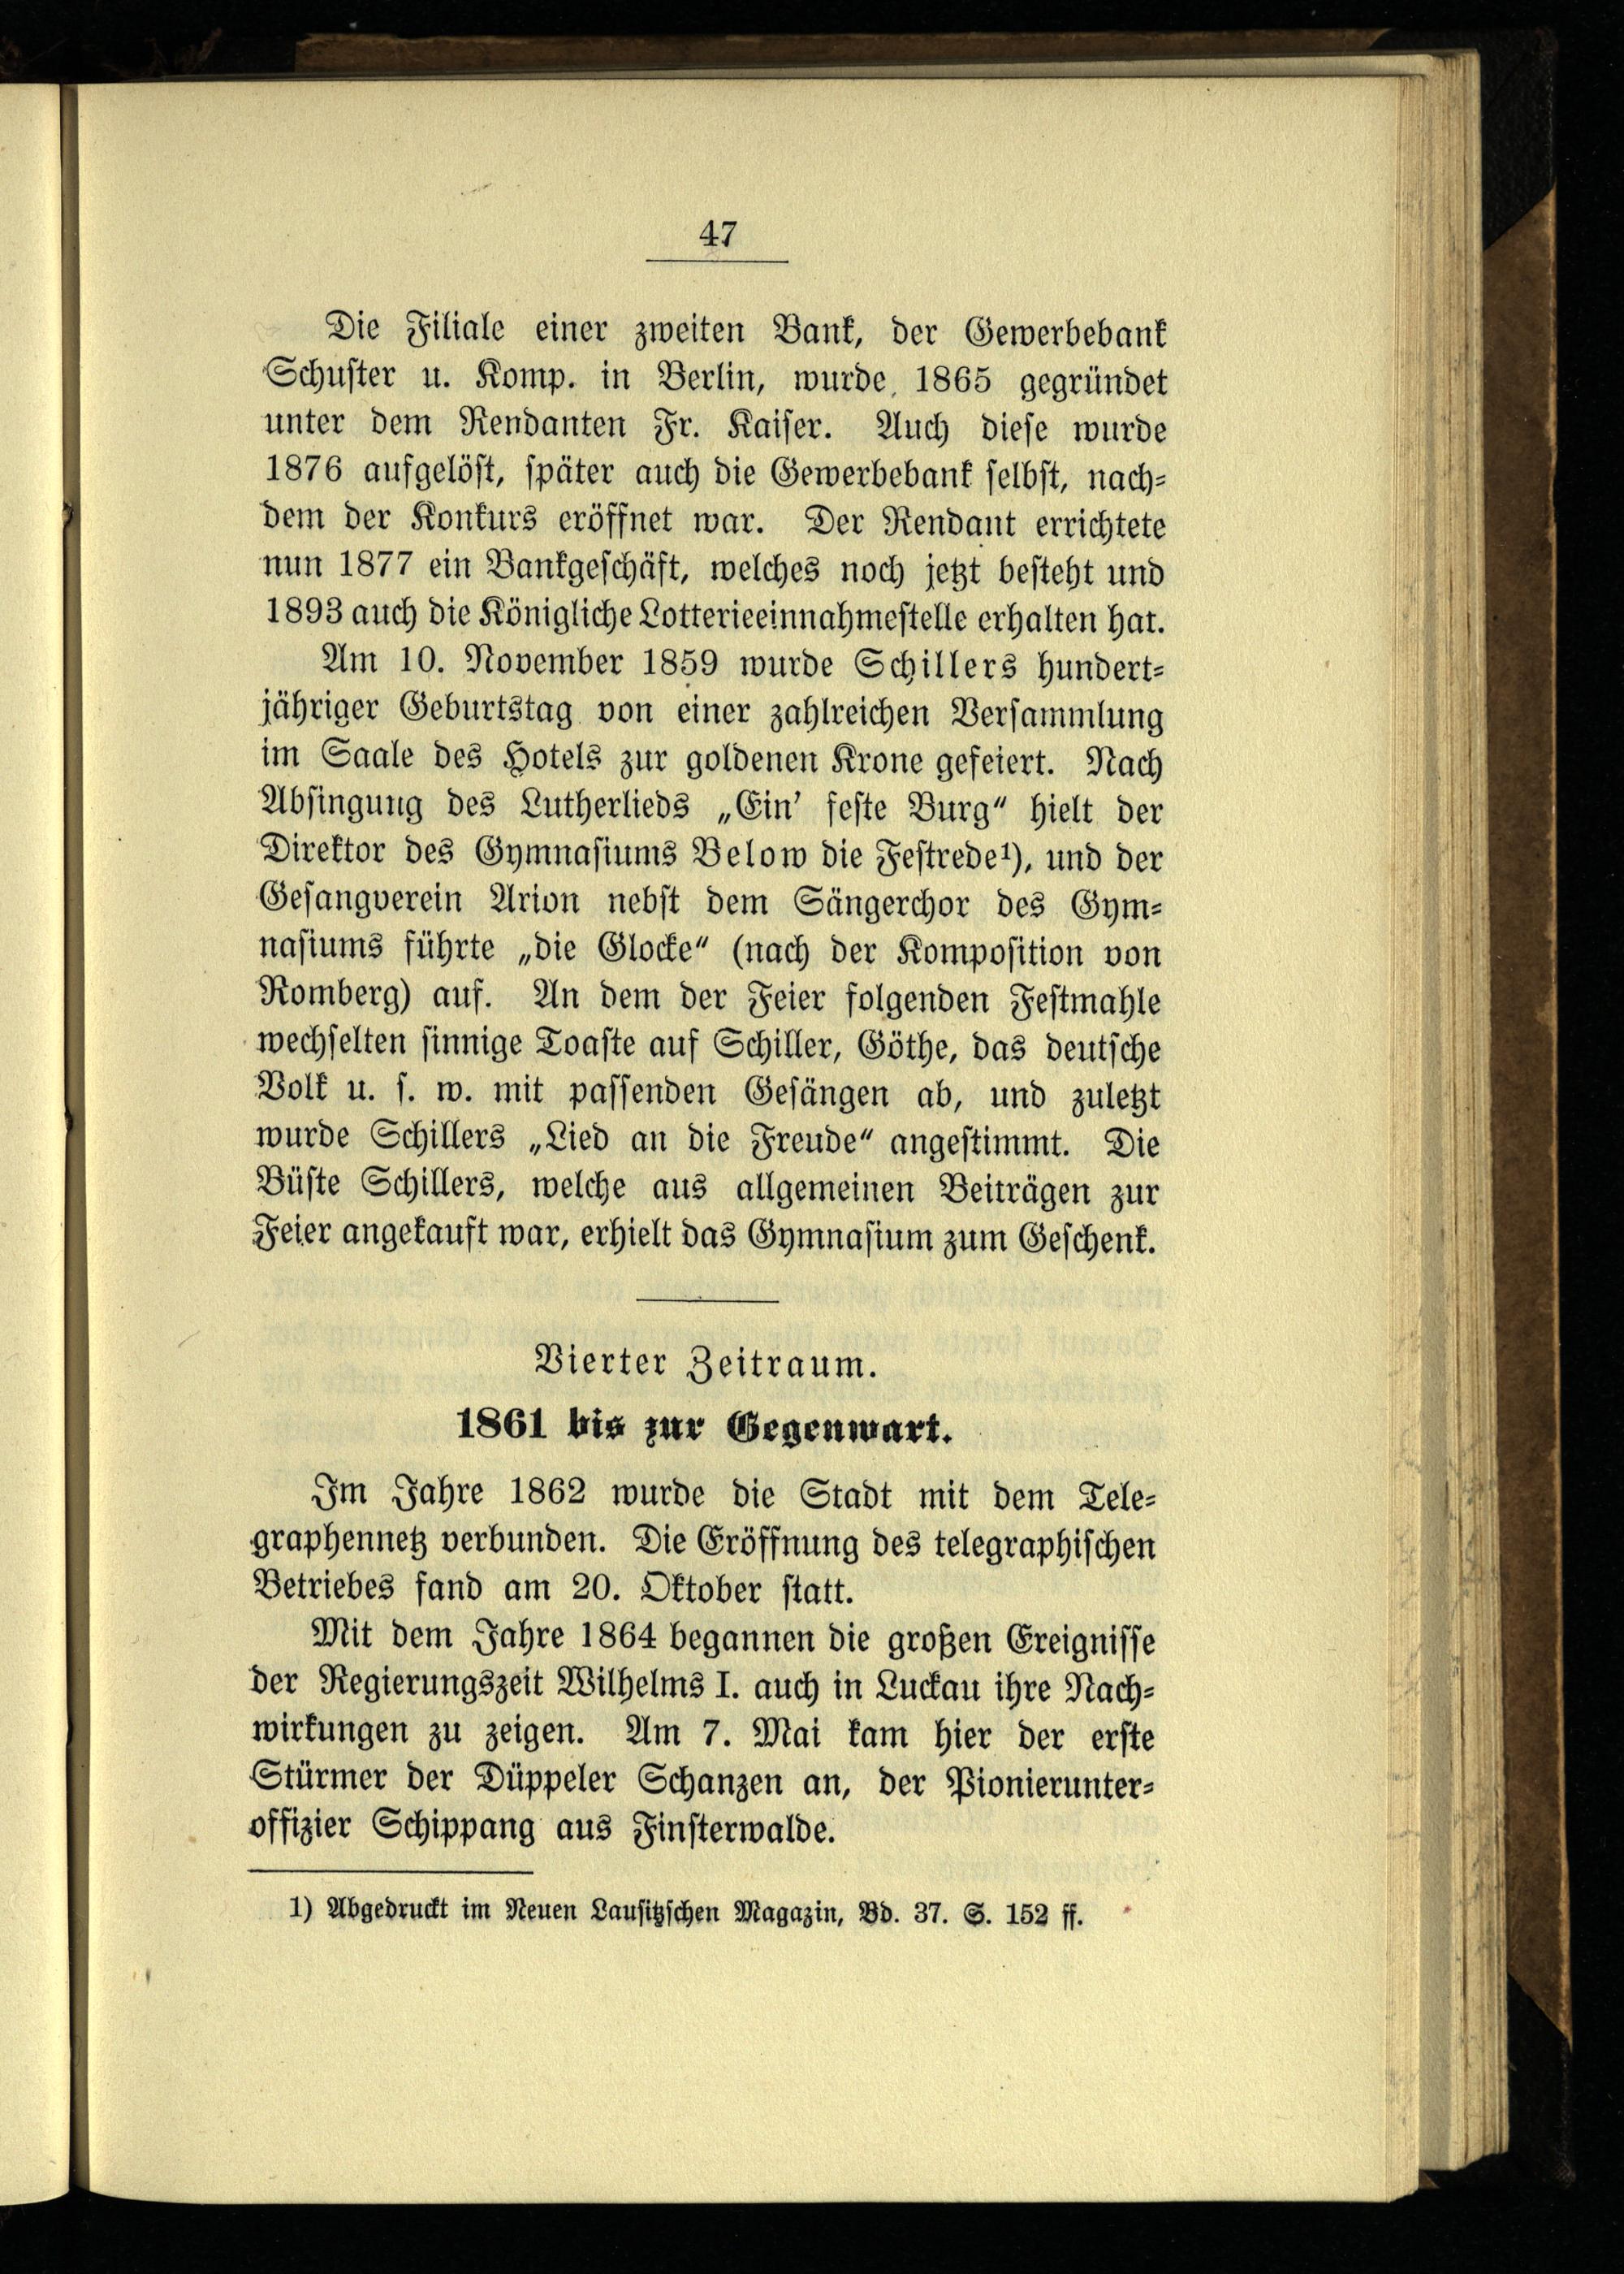 47
Die Filiale einer zweiten Bank, der Gewerbebank
Schuster u. Komp. in Berlin, wurde 1865 gegründet
unter dem Rendanten Fr. Kaiser. Auch diese wurde
1876 aufgelöst, später auch die Gewerbebank selbst, nach-
dem der Konkurs eröffnet war. Der Rendant errichtete
nun 1877 ein Bankgeschäft, welches noch jetzt besteht und
1893 auch die Königliche Lotterieeinnahmestelle erhalten hat.
Am 10. November 1859 wurde Schillers hundert-
jähriger Geburtstag von einer zahlreichen Versammlung
im Saale des Hotels zur goldenen Krone gefeiert. Nach
Absingung des Lutherlieds „Ein' feste Burg" hielt der
Direktor des Gymnasiums Below die Festrede¹), und der
Gesangverein Arion nebst dem Sängerchor des Gym-
nasiums führte „die Glocke" (nach der Komposition von
Romberg) auf. An dem der Feier folgenden Festmahle
wechselten sinnige Toaste auf Schiller, Göthe, das deutsche
Volk u. s. w. mit passenden Gesängen ab, und zuletzt
wurde Schillers „Lied an die Freude" angestimmt. Die
Büste Schillers, welche aus allgemeinen Beiträgen zur
Feier angekauft war, erhielt das Gymnasium zum Geschenk.
Vierter Zeitraum.
1861 bis zur Gegenwart.
Im Jahre 1862 wurde die Stadt mit dem Tele-
graphennetz verbunden. Die Eröffnung des telegraphischen
Betriebes fand am 20. Oktober statt.
Mit dem Jahre 1864 begannen die großen Ereignisse
der Regierungszeit Wilhelms I. auch in Luckau ihre Nach-
wirkungen zu zeigen. Am 7. Mai kam hier der erste
Stürmer der Düppeler Schanzen an, der Pionierunter-
offizier Schippang aus Finsterwalde.
1) Abgedruckt im Neuen Lausitzschen Magazin, Bd. 37. S. 152 ff.